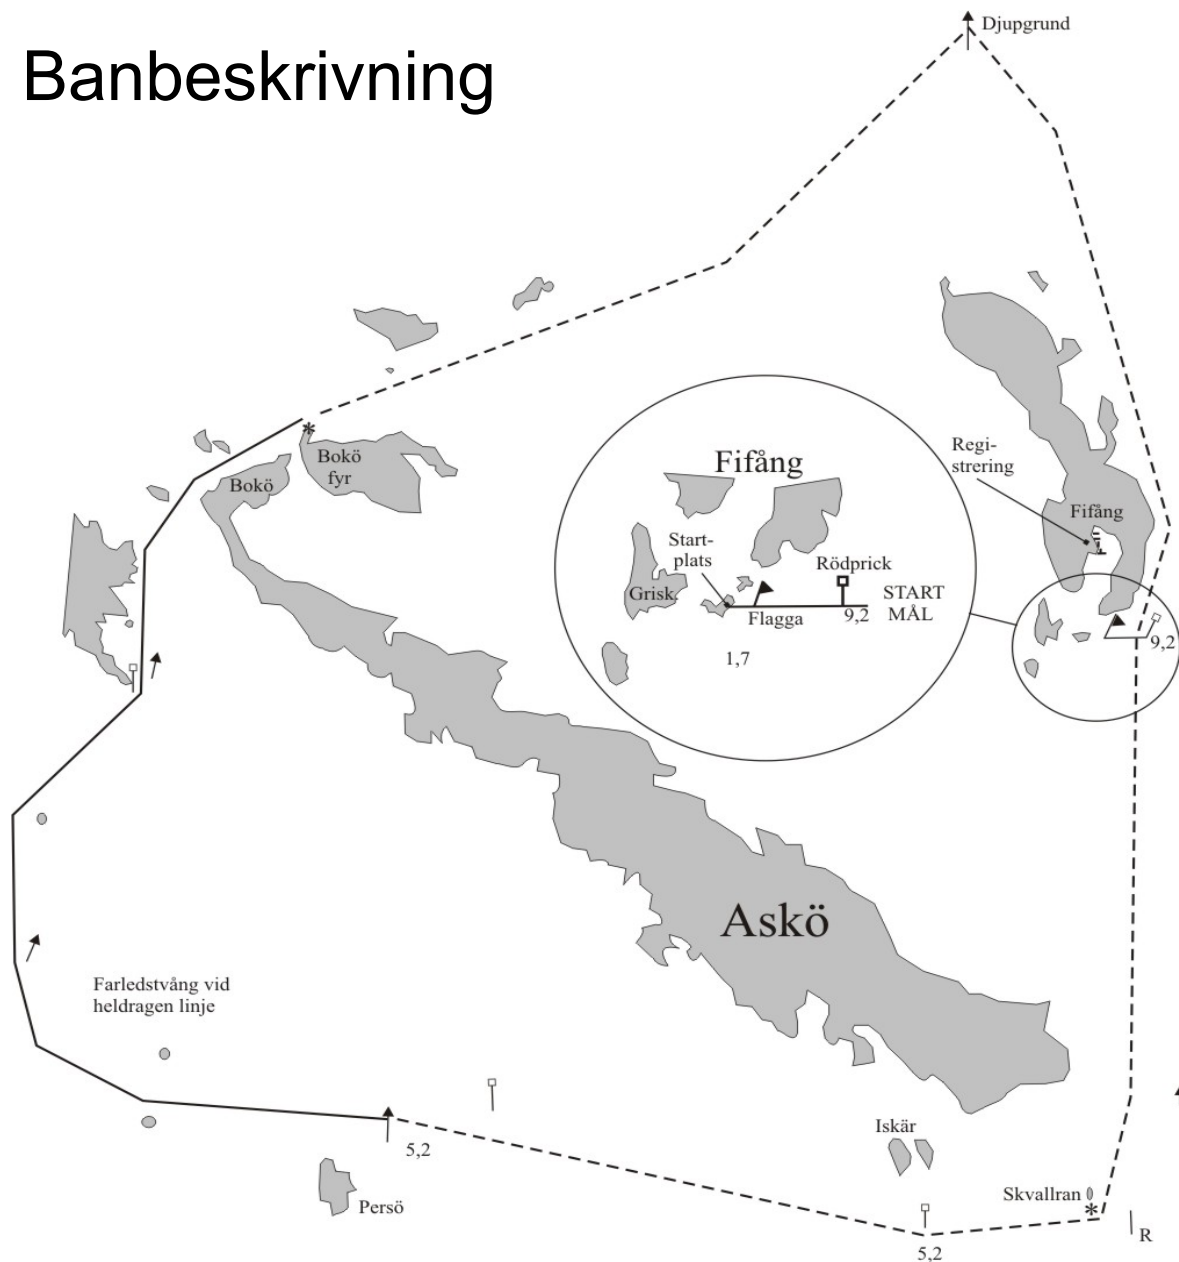 Djupgrund
Banbeskrivning
Bokö
fyr
Bokö
Regi-
strering
Fifång
Fifång
Start-
plats
Rödprick
Grisk.
START
MÅL
Flagga
9,2
1,7
9,2
Askö
Farledstvång vid
heldragen linje
5,2
Iskär
Persö
Skvallran
R
5,2